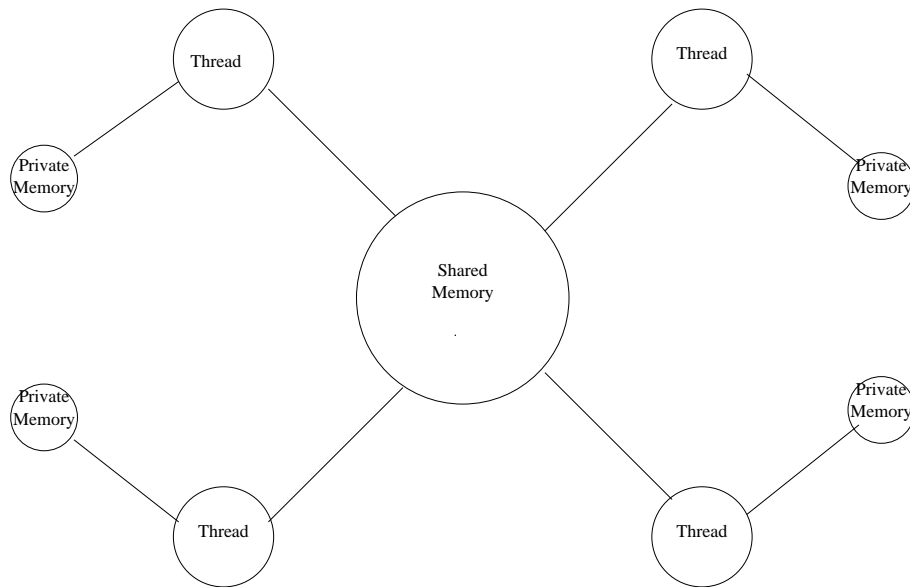 Thread
Thread
Private
Memory
Private
Memory
Shared
Memory
Private
Memory
Private
Memory
Thread
Thread